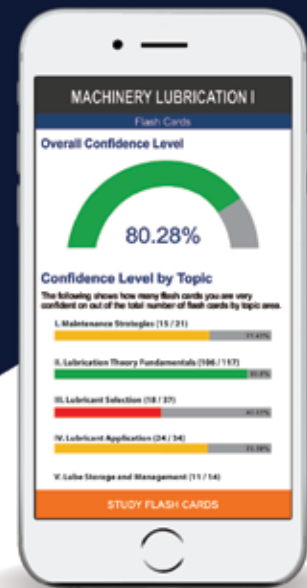 MACHINERY LUBRICATION I
Flash Cards
Overall Confidence Level
80.28%
Confidence Level by Topic
The following shows how many flash cards you are very
confident on out of the total number of flash cards by topic area.
I. Maintenance Strategies (15 / 21)
II. Lubrication Theory Fundamentals (106 / 117)
III. Lubricant Selection (18 / 37)
IV. Lubricant Application (24 / 34)
V. Lube Storage and Management (11 / 14)
STUDY FLASH CARDS